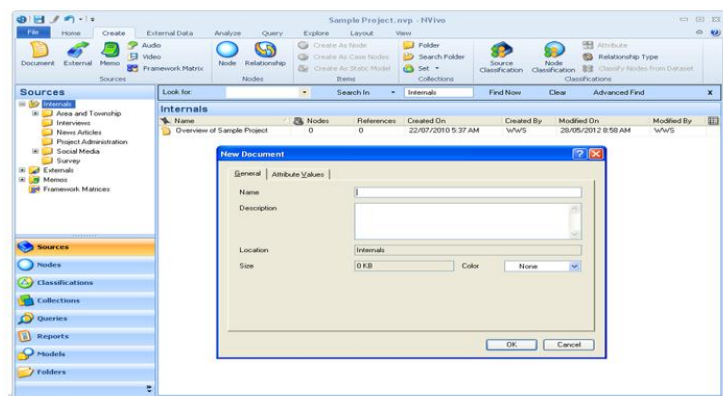 Sample Project.nvp - NVivo
File Home Create External Data Analyze Query Explore Layout View
Document External Memo
Audio
Video
Framework Matrix
Sources
Node Relationship
Nodes
Create As Node
Create As Case Nodes
Create As Static Model
Items
Folder
Search Folder
Set
Collections
Source Classification
Node Classification
Attribute
Relationship Type
Classify Nodes from Dataset
Classifications
Sources
Look for: Search In Internals Find Now Clear Advanced Find x
Internals
Area and Township
Interviews
News Articles
Project Administration
Social Media
Survey
Externals
Memos
Framework Matrices
Internals
Name Nodes References Created On Created By Modified On Modified By
Overview of Sample Project 0 0 22/07/2010 5:37 AM WWS 28/05/2012 8:58 AM WWS
New Document
General Attribute Values
Name
Description
Location Internals
Size 0 KB Color None
OK Cancel
Sources
Nodes
Classifications
Collections
Queries
Reports
Models
Folders